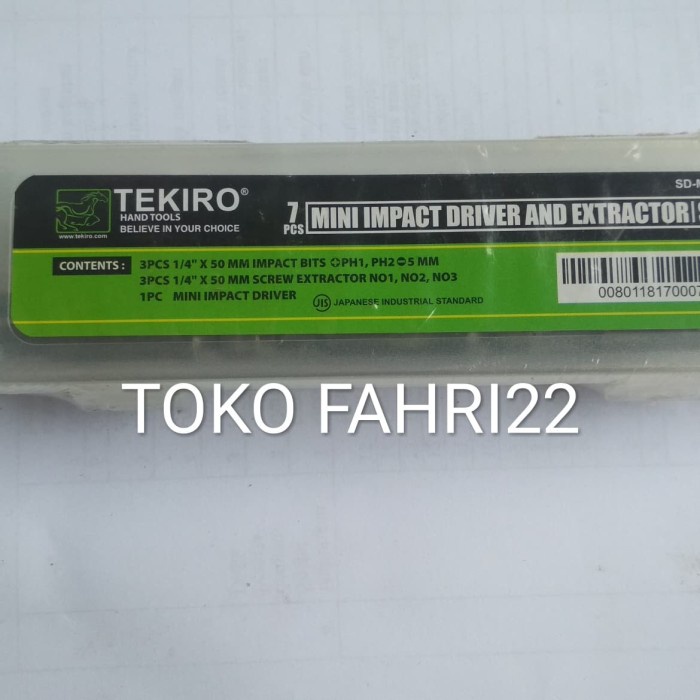 TEKIRO®
HAND TOOLS
BELIEVE IN YOUR CHOICE
www.tekiro.com
SD-M
7 PCS MINI IMPACT DRIVER AND EXTRACTOR
CONTENTS : 3PCS 1/4" X 50 MM IMPACT BITS PH1, PH2 5 MM
3PCS 1/4" X 50 MM SCREW EXTRACTOR NO1, NO2, NO3
1PC MINI IMPACT DRIVER
JIS JAPANESE INDUSTRIAL STANDARD
0080118170007
TOKO FAHRI22